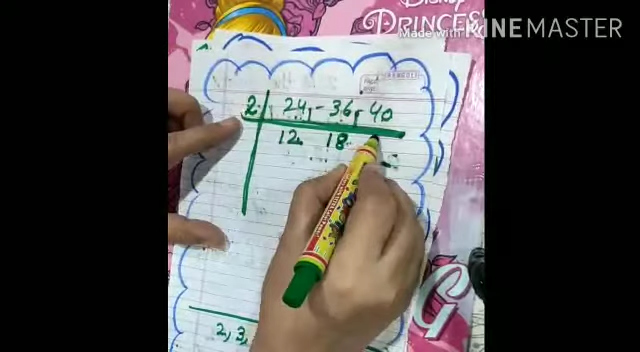 Disney
PRINCESS
Made with KINEMASTER
2 24, 36, 40
12 18
2, 3,
G